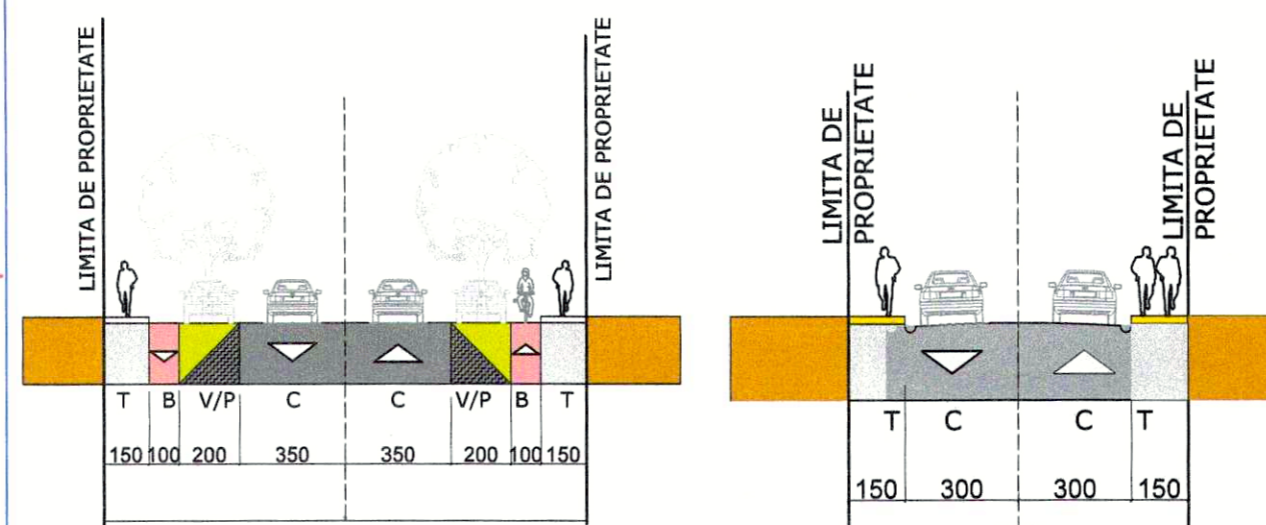 LIMITA DE PROPRIETATE
LIMITA DE PROPRIETATE
T B V/P C C V/P B T
150 100 200 350 350 200 100 150
LIMITA DE
PROPRIETATE
LIMITA DE
PROPRIETATE
T C C T
150 300 300 150